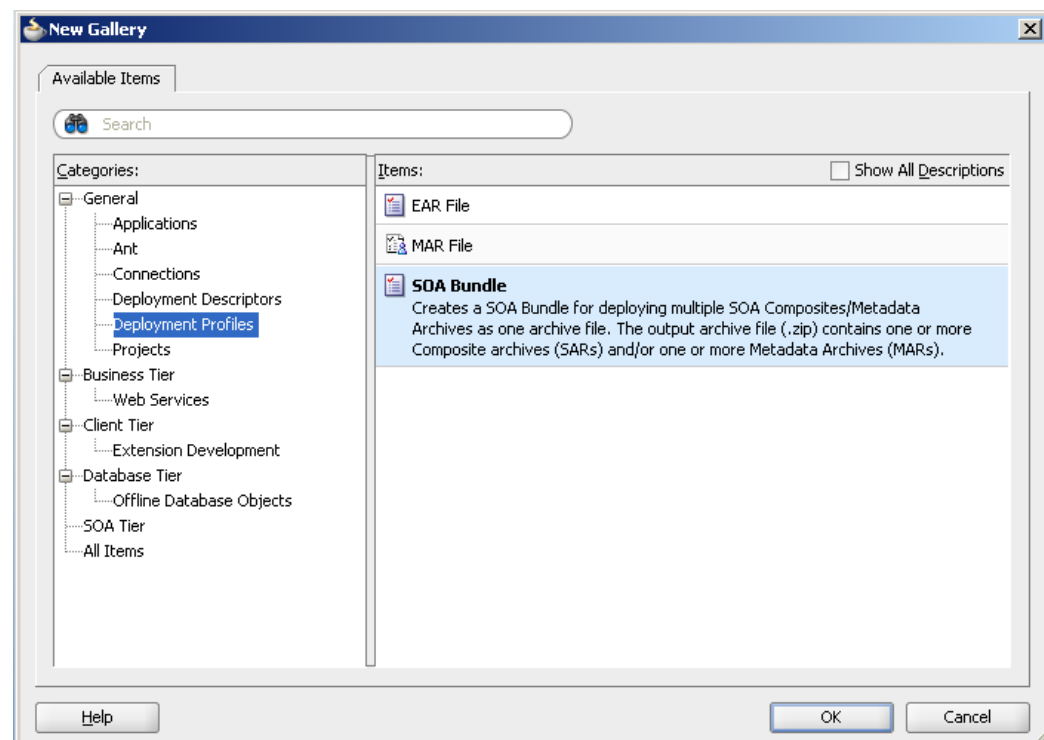 New Gallery
Available Items
Search
Categories:
General
Applications
Ant
Connections
Deployment Descriptors
Deployment Profiles
Projects
Business Tier
Web Services
Client Tier
Extension Development
Database Tier
Offline Database Objects
SOA Tier
All Items
Items:
Show All Descriptions
EAR File
MAR File
SOA Bundle
Creates a SOA Bundle for deploying multiple SOA Composites/Metadata
Archives as one archive file. The output archive file (.zip) contains one or more
Composite archives (SARs) and/or one or more Metadata Archives (MARs).
Help
OK
Cancel